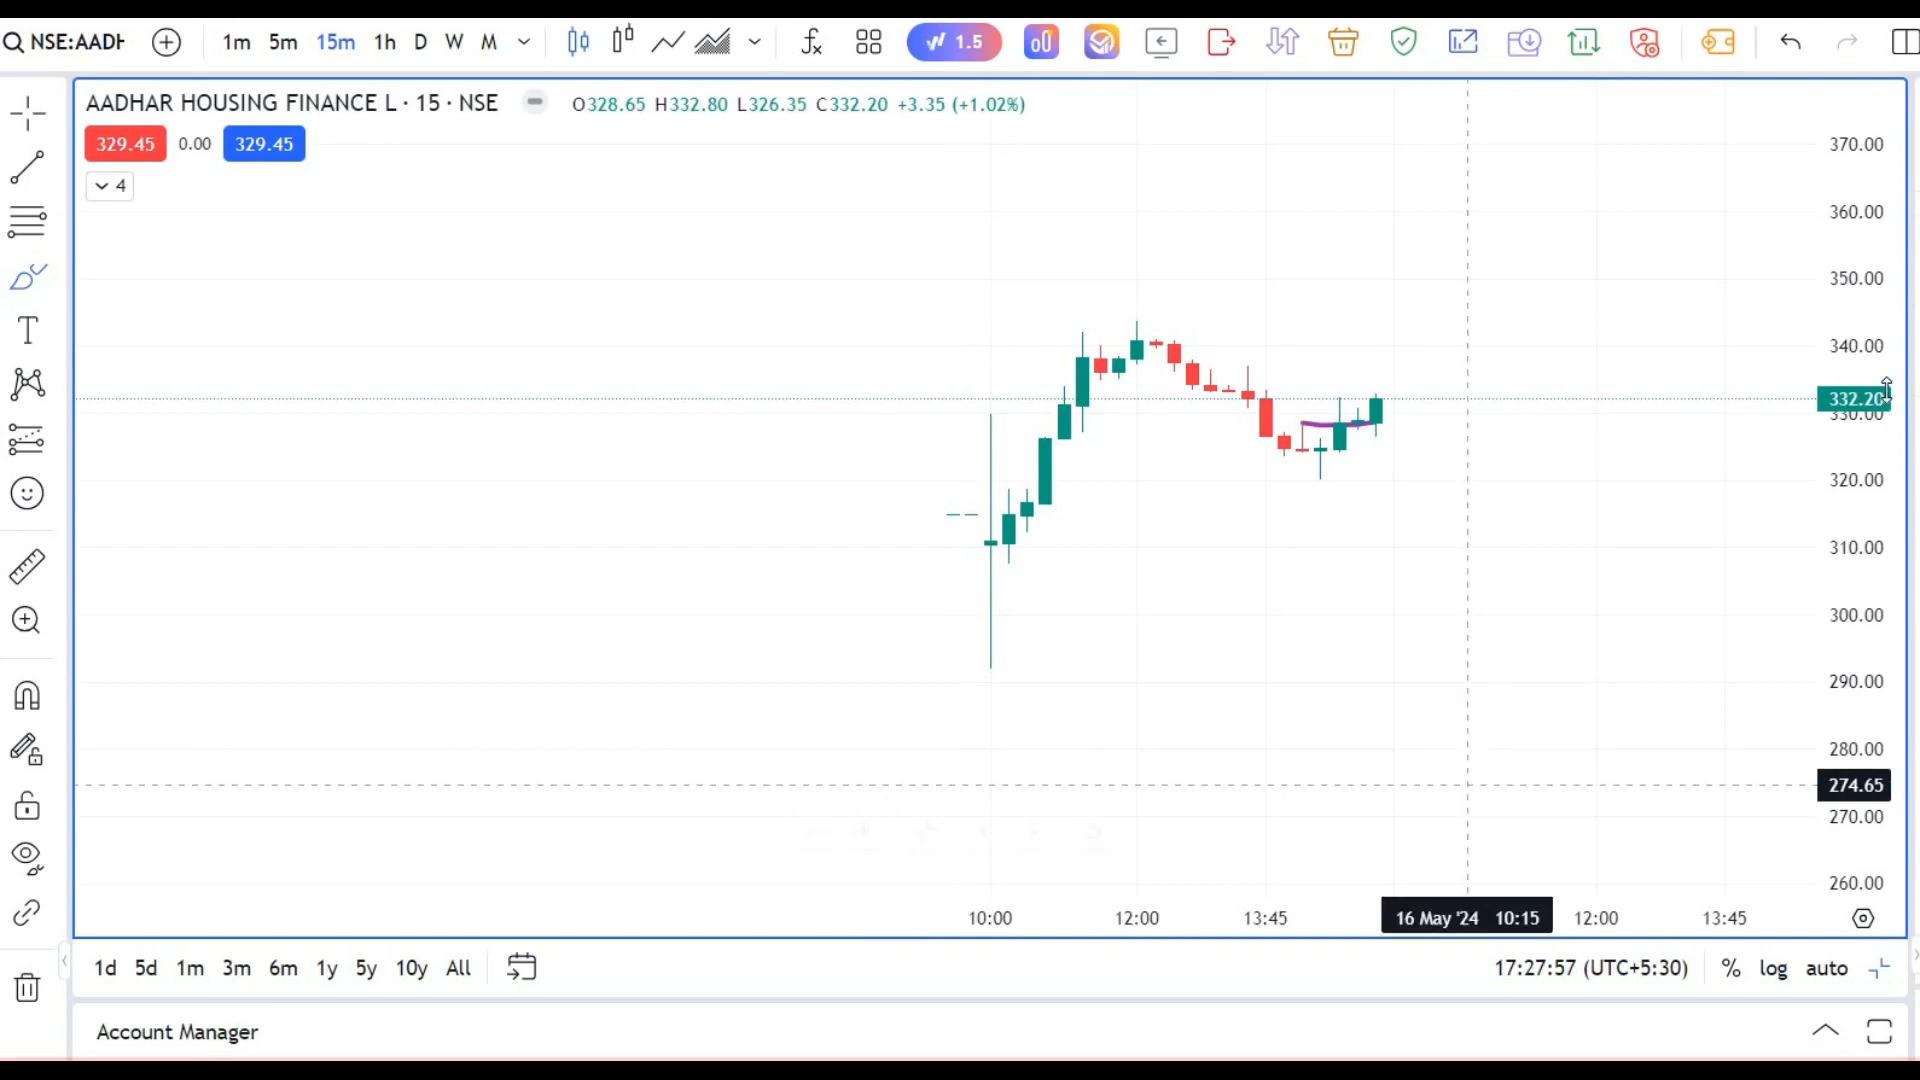 NSE:AADH 1m 5m 15m 1h D W M 1.5
AADHAR HOUSING FINANCE L · 15 · NSE O328.65 H332.80 L326.35 C332.20 +3.35 (+1.02%)
329.45 0.00 329.45
4
370.00
360.00
350.00
340.00
332.20
330.00
320.00
310.00
300.00
290.00
280.00
274.65
270.00
260.00
10:00 12:00 13:45 16 May '24 10:15 12:00 13:45
1d 5d 1m 3m 6m 1y 5y 10y All 17:27:57 (UTC+5:30) % log auto
Account Manager